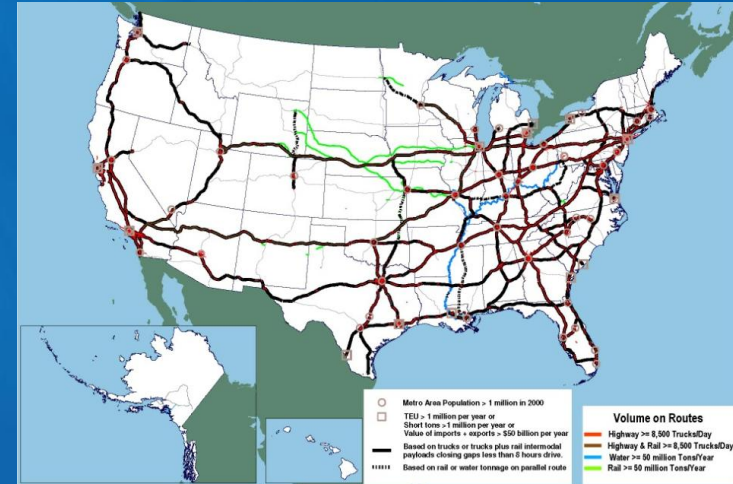 Metro Area Population > 1 million in 2000
TEU > 1 million per year or
Short tons >1 million per year or
Value of imports + exports > $50 billion per year
Based on trucks or trucks plus rail intermodal
payloads closing gaps less than 8 hours drive.
Based on rail or water tonnage on parallel route
Volume on Routes
Highway >= 8,500 Trucks/Day
Highway & Rail >= 8,500 Trucks/Day
Water >= 50 million Tons/Year
Rail >= 50 million Tons/Year